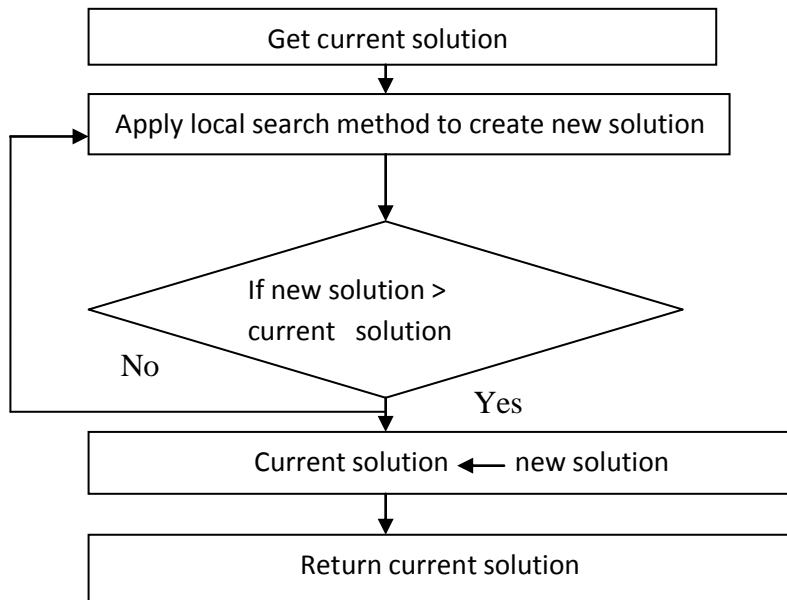 Get current solution
Apply local search method to create new solution
If new solution >
current solution
No
Yes
Current solution ← new solution
Return current solution